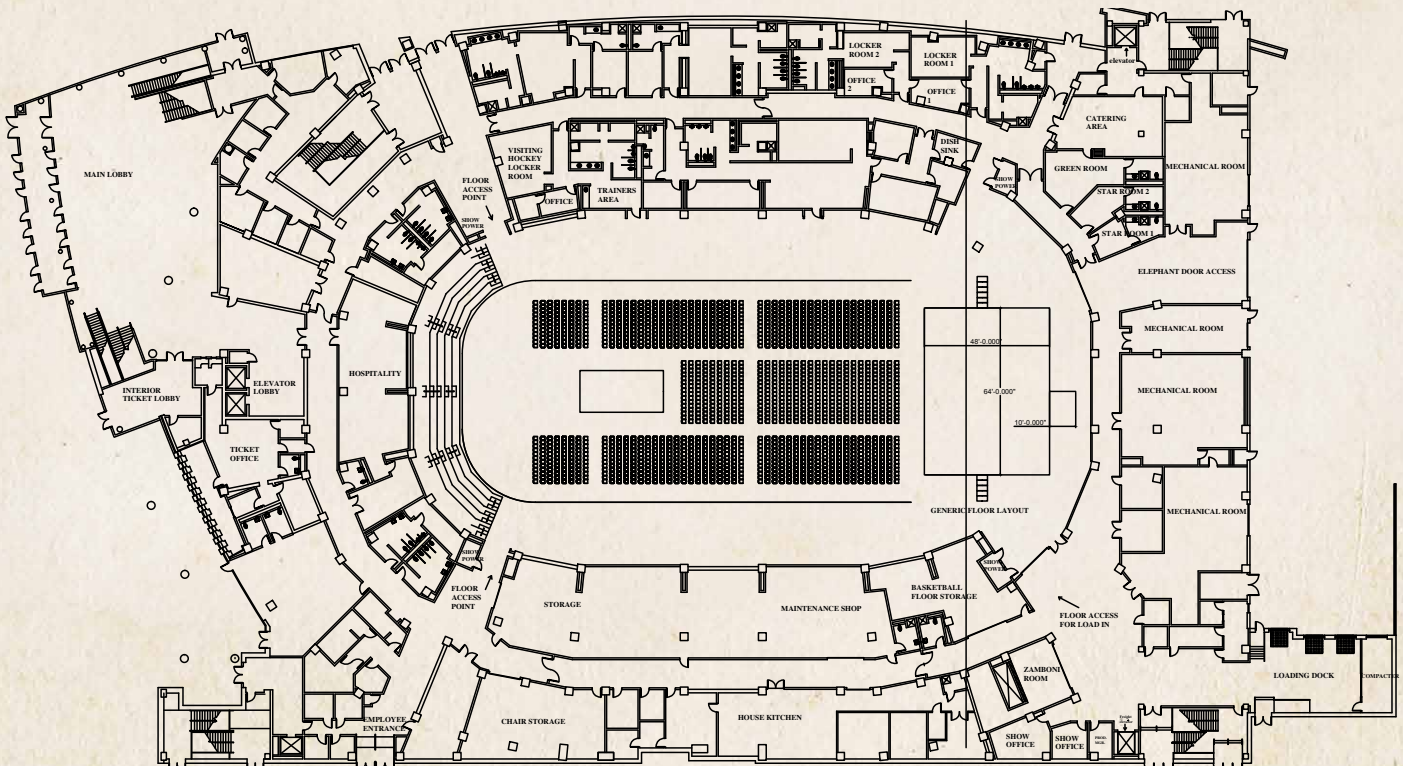 LOCKER
ROOM 2
LOCKER
ROOM 1
OFFICE
2
OFFICE
1
elevator
CATERING
AREA
DISH
SINK
VISITING
HOCKEY
LOCKER
ROOM
OFFICE
TRAINERS
AREA
FLOOR
ACCESS
POINT
SHOW
POWER
SHOW
POWER
GREEN ROOM
STAR ROOM 2
STAR ROOM 1
MECHANICAL ROOM
MAIN LOBBY
ELEPHANT DOOR ACCESS
MECHANICAL ROOM
48'-0.000"
64'-0.000"
10'-0.000"
MECHANICAL ROOM
HOSPITALITY
ELEVATOR
LOBBY
INTERIOR
TICKET LOBBY
TICKET
OFFICE
GENERIC FLOOR LAYOUT
MECHANICAL ROOM
SHOW
POWER
SHOW
POWER
FLOOR
ACCESS
POINT
STORAGE
MAINTENANCE SHOP
BASKETBALL
FLOOR STORAGE
FLOOR ACCESS
FOR LOAD IN
ZAMBONI
ROOM
LOADING DOCK
COMPACTER
EMPLOYEE
ENTRANCE
CHAIR STORAGE
HOUSE KITCHEN
SHOW
OFFICE
SHOW
OFFICE
PROD.
MGR.